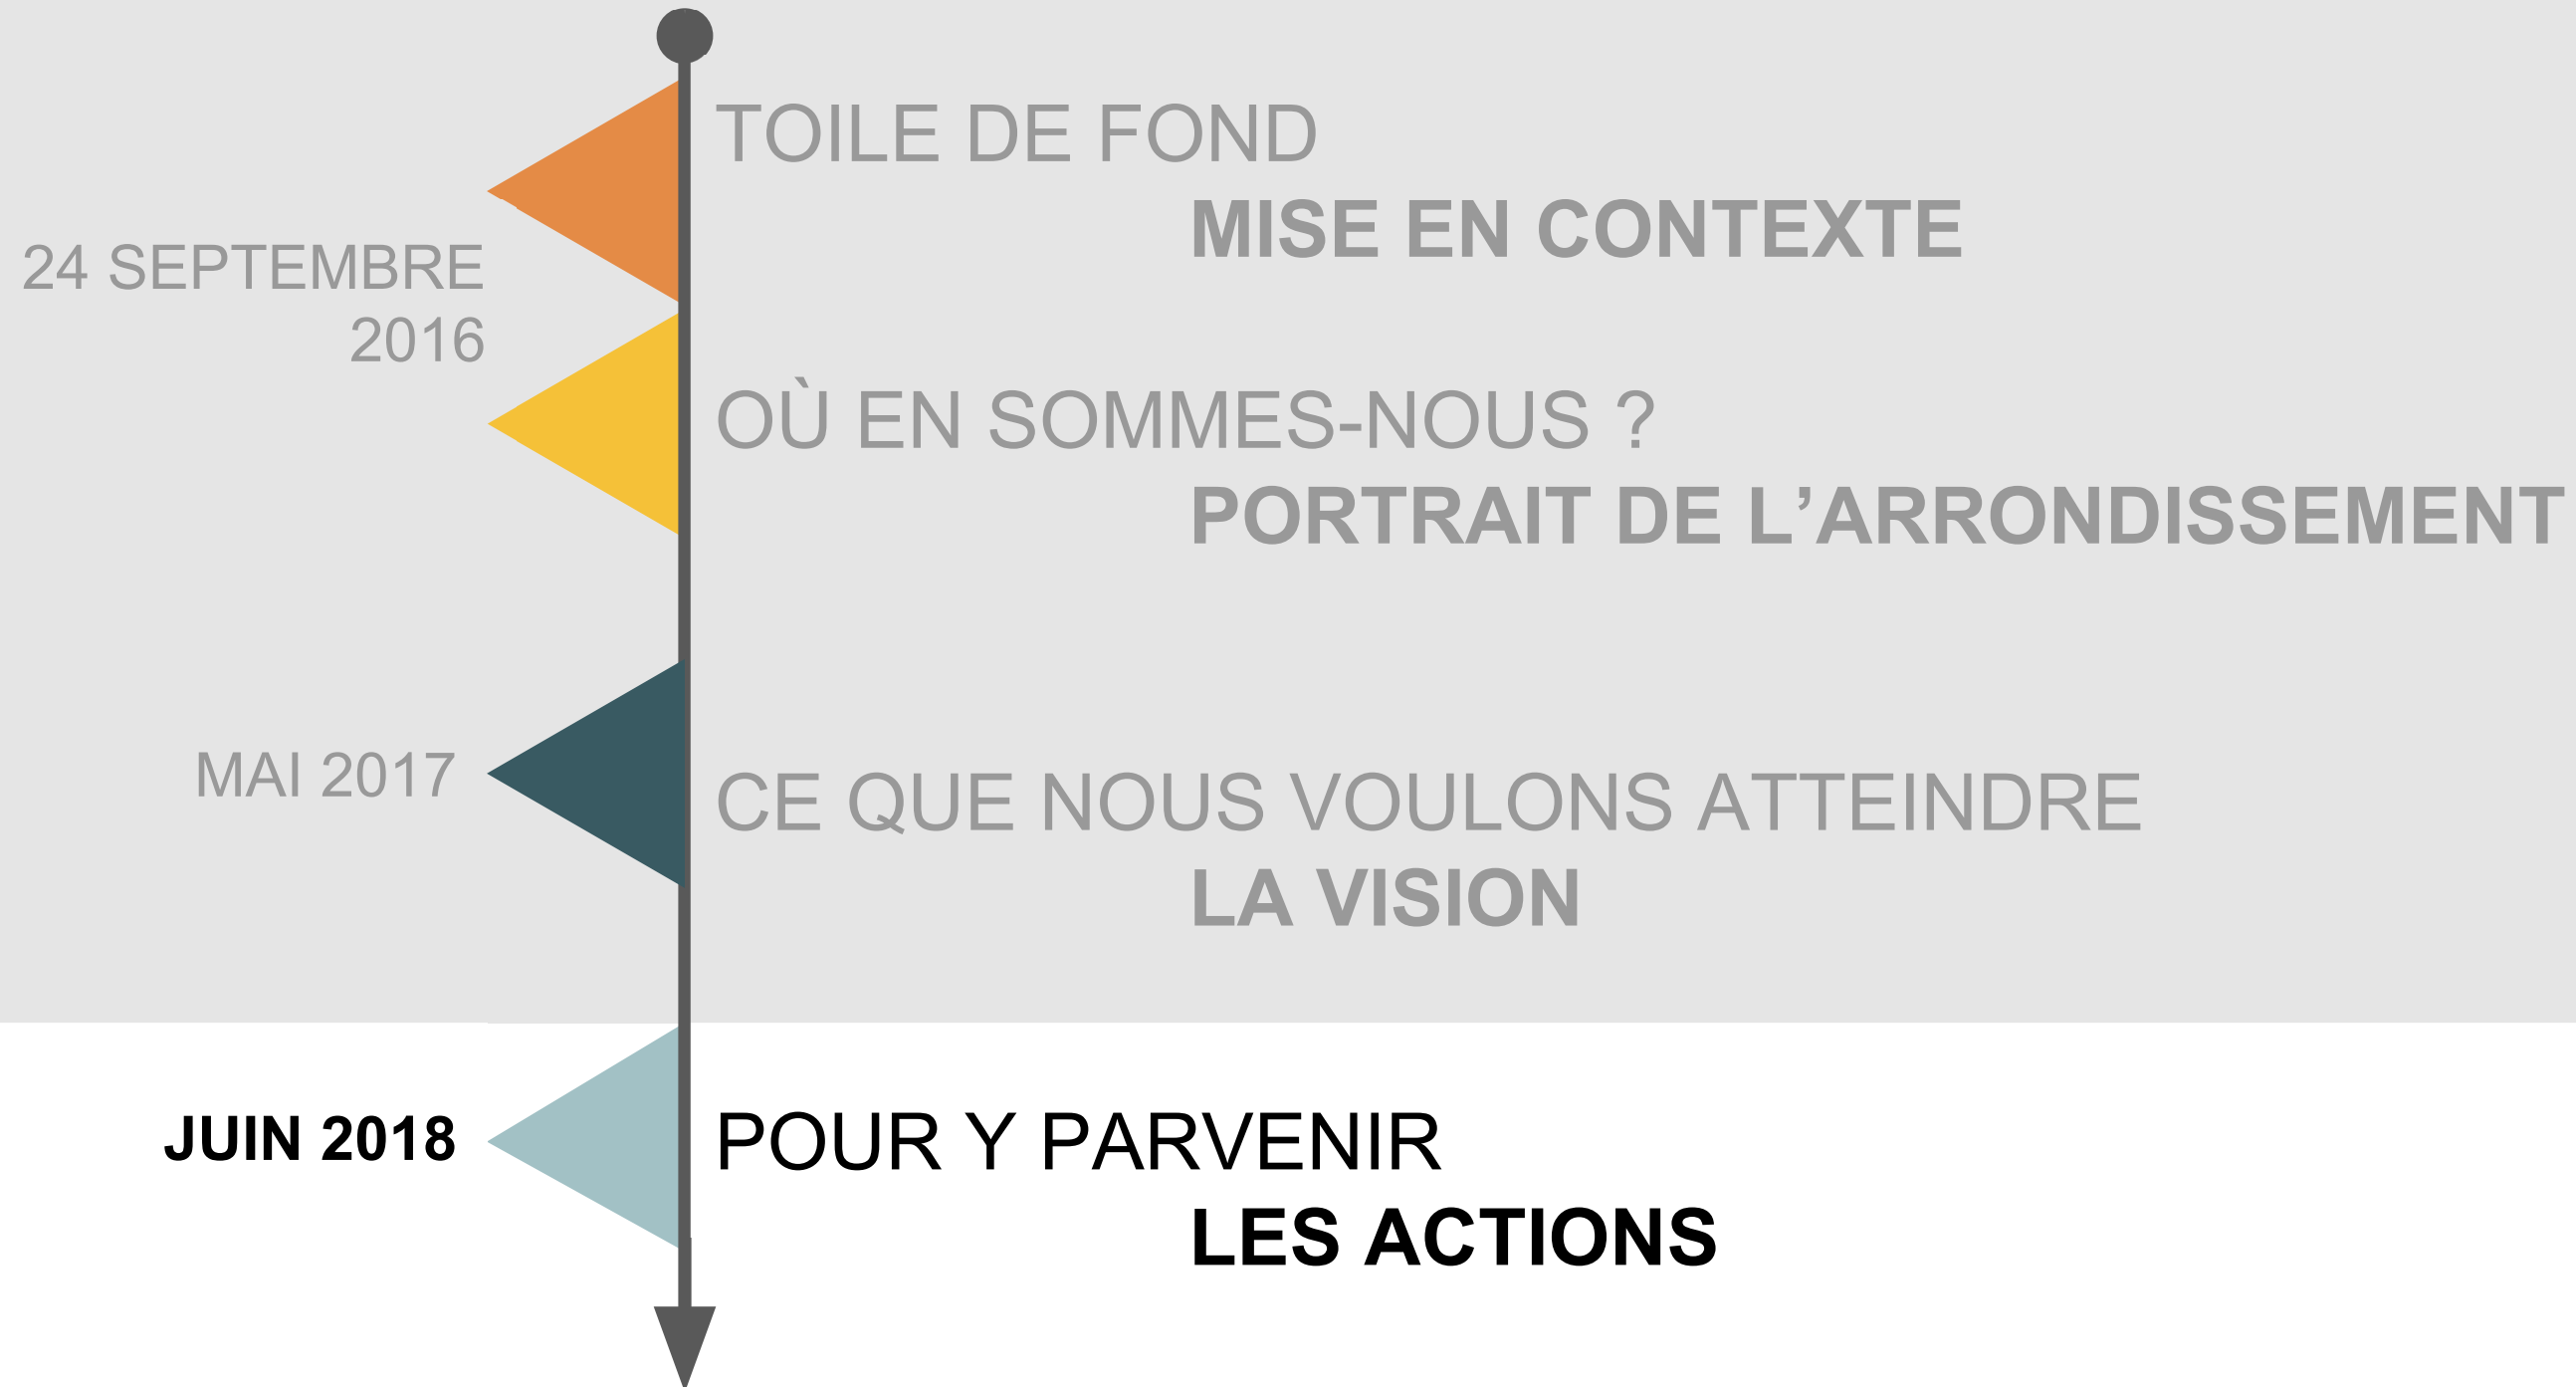 TOILE DE FOND
MISE EN CONTEXTE
24 SEPTEMBRE
2016
OÙ EN SOMMES-NOUS ?
PORTRAIT DE L’ARRONDISSEMENT
MAI 2017
CE QUE NOUS VOULONS ATTEINDRE
LA VISION
JUIN 2018
POUR Y PARVENIR
LES ACTIONS